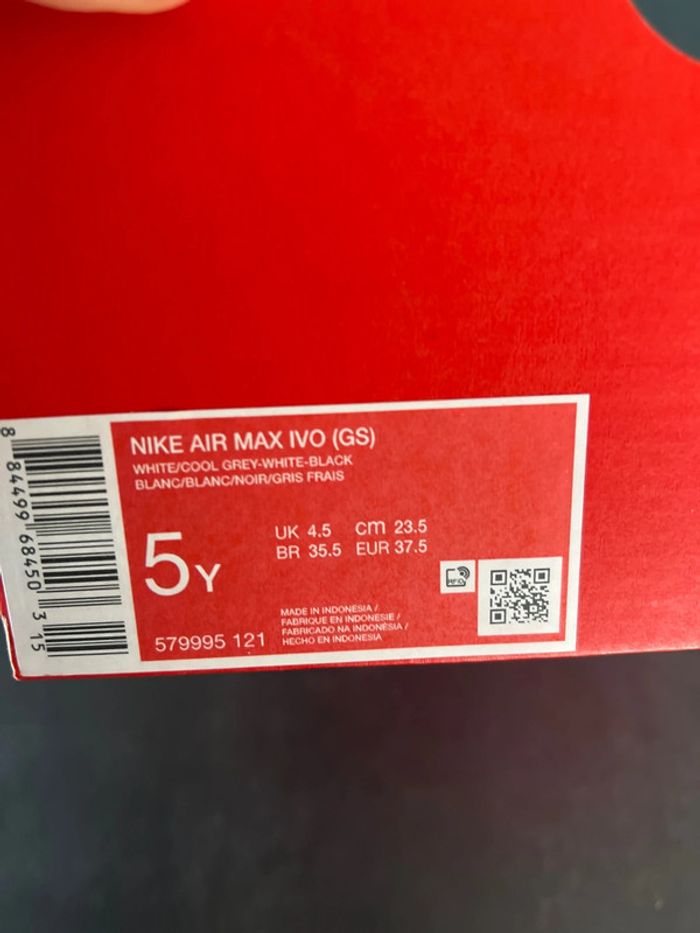 NIKE AIR MAX IVO (GS)
WHITE/COOL GREY-WHITE-BLACK
BLANC/BLANC/NOIR/GRIS FRAIS
5Y
UK 4.5 cm 23.5
BR 35.5 EUR 37.5
RFID
579995 121
MADE IN INDONESIA /
FABRIQUE EN INDONESIE /
FABRICADO NA INDONÉSIA /
HECHO EN INDONESIA
8 84499 68450 3 15